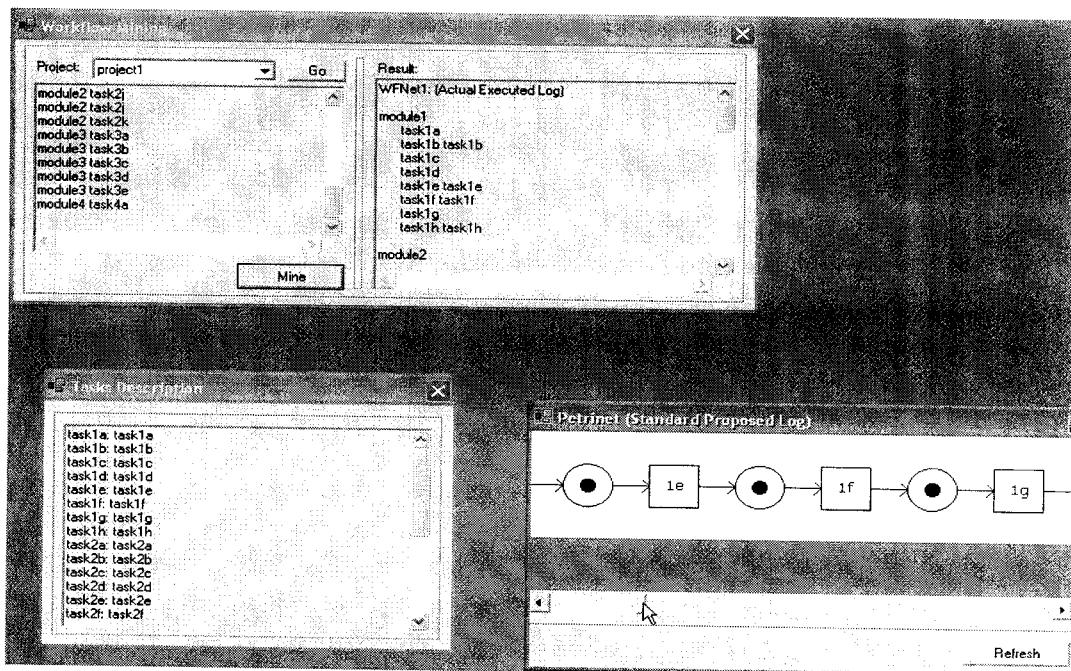 Workflow Mining
Project: project1 Go
module2 task2j
module2 task2j
module2 task2k
module3 task3a
module3 task3b
module3 task3c
module3 task3d
module3 task3e
module4 task4a
Mine
Result:
WFNet1: (Actual Executed Log)
module1
task1a
task1b task1b
task1c
task1d
task1e task1e
task1f task1f
task1g
task1h task1h
module2
Tasks Description
task1a: task1a
task1b: task1b
task1c: task1c
task1d: task1d
task1e: task1e
task1f: task1f
task1g: task1g
task1h: task1h
task2a: task2a
task2b: task2b
task2c: task2c
task2d: task2d
task2e: task2e
task2f: task2f
Petrinet (Standard Proposed Log)
1e 1f 1g
Refresh